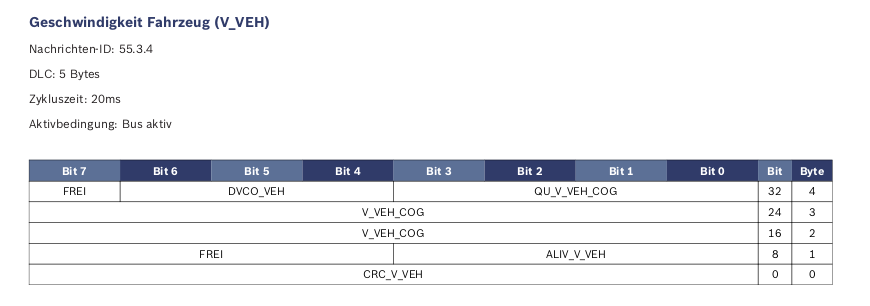 Geschwindigkeit Fahrzeug (V_VEH)
Nachrichten-ID: 55.3.4
DLC: 5 Bytes
Zykluszeit: 20ms
Aktivbedingung: Bus aktiv
Bit 7 Bit 6 Bit 5 Bit 4 Bit 3 Bit 2 Bit 1 Bit 0 Bit Byte
FREI DVCO_VEH QU_V_VEH_COG 32 4
V_VEH_COG 24 3
V_VEH_COG 16 2
FREI ALIV_V_VEH 8 1
CRC_V_VEH 0 0